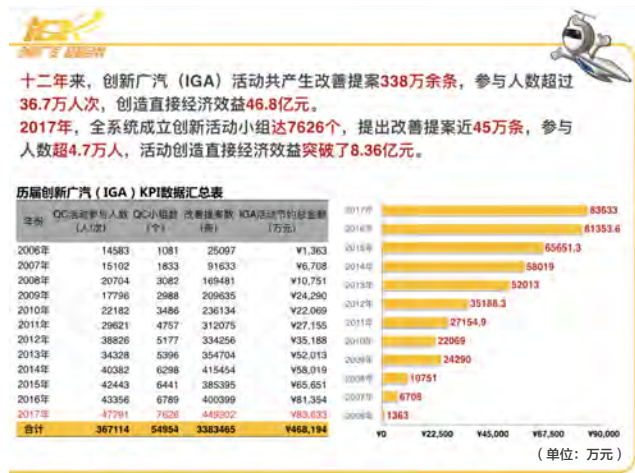 十二年来，创新广汽（IGA）活动共产生改善提案338万余条，参与人数超过
36.7万人次，创造直接经济效益46.8亿元。
2017年，全系统成立创新活动小组达7626个，提出改善提案近45万条，参与
人数超4.7万人，活动创造直接经济效益突破了8.36亿元。
历届创新广汽（IGA）KPI数据汇总表
年份 QC活动参与人数（人/次） QC小组数（个） 改善提案数（条） IGA活动节约总金额（万元）
2006年 14583 1081 25097 ¥1,363
2007年 15102 1833 91633 ¥6,708
2008年 20704 3082 169481 ¥10,751
2009年 17796 2988 209635 ¥24,290
2010年 22182 3486 236134 ¥22,069
2011年 29621 4757 312075 ¥27,155
2012年 38826 5177 334256 ¥35,188
2013年 34328 5396 354704 ¥52,013
2014年 40382 6298 415454 ¥58,019
2015年 42443 6441 385395 ¥65,651
2016年 43356 6789 400399 ¥81,354
2017年 47791 7626 449202 ¥83,633
合计 367114 54954 3383465 ¥468,194
2017年 83633
2016年 81353.6
2015年 65651.3
2014年 58019
2013年 52013
2012年 35188.3
2011年 27154.9
2010年 22069
2009年 24290
2008年 10751
2007年 6708
2006年 1363
¥0 ¥22,500 ¥45,000 ¥67,500 ¥90,000
（单位：万元）